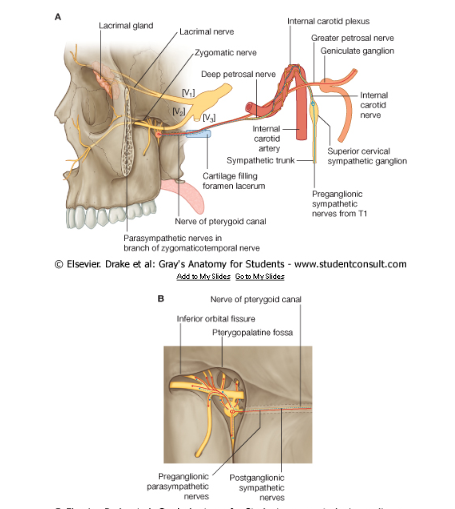 A
Lacrimal gland
Lacrimal nerve
Zygomatic nerve
Internal carotid plexus
Greater petrosal nerve
Geniculate ganglion
Deep petrosal nerve
[V1]
[V2]
[V3]
Internal
carotid
nerve
Internal
carotid
artery
Sympathetic trunk
Superior cervical
sympathetic ganglion
Cartilage filling
foramen lacerum
Preganglionic
sympathetic
nerves from T1
Nerve of pterygoid canal
Parasympathetic nerves in
branch of zygomaticotemporal nerve
© Elsevier. Drake et al: Gray's Anatomy for Students - www.studentconsult.com
Add to My Slides Go to My Slides
B
Nerve of pterygoid canal
Inferior orbital fissure
Pterygopalatine fossa
Preganglionic
parasympathetic
nerves
Postganglionic
sympathetic
nerves